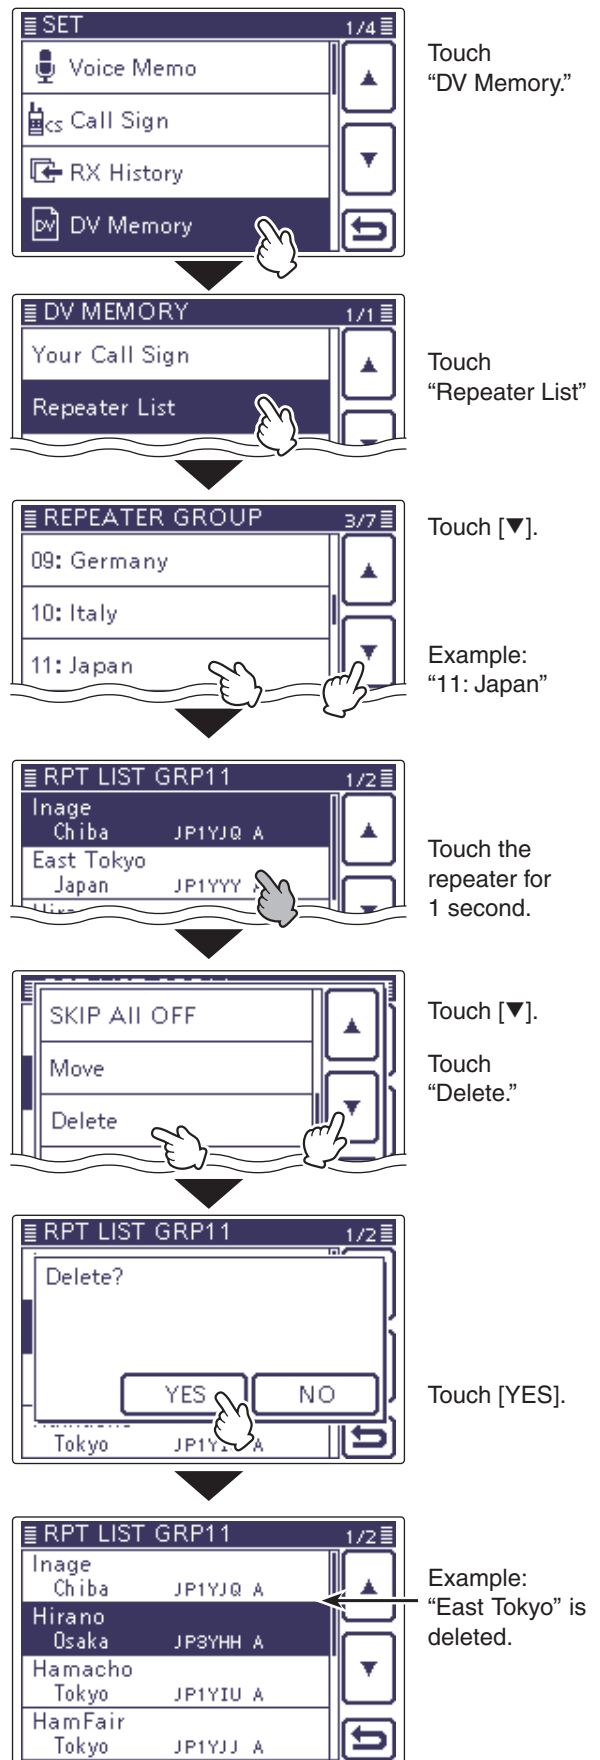 SET 1/4
Voice Memo
CS Call Sign
RX History
DV DV Memory
Touch
“DV Memory.”
DV MEMORY 1/1
Your Call Sign
Repeater List
Touch
“Repeater List”
REPEATER GROUP 3/7
09: Germany
10: Italy
11: Japan
Touch [▼].
Example:
“11: Japan”
RPT LIST GRP11 1/2
Inage
Chiba JP1YJQ A
East Tokyo
Japan JP1YYY
Touch the
repeater for
1 second.
SKIP All OFF
Move
Delete
Touch [▼].
Touch
“Delete.”
RPT LIST GRP11 1/2
Delete?
YES NO
Tokyo A
Touch [YES].
RPT LIST GRP11 1/2
Inage
Chiba JP1YJQ A
Hirano
Osaka JP3YHH A
Hamacho
Tokyo JP1YIU A
HamFair
Tokyo JP1YJJ A
Example:
“East Tokyo” is
deleted.